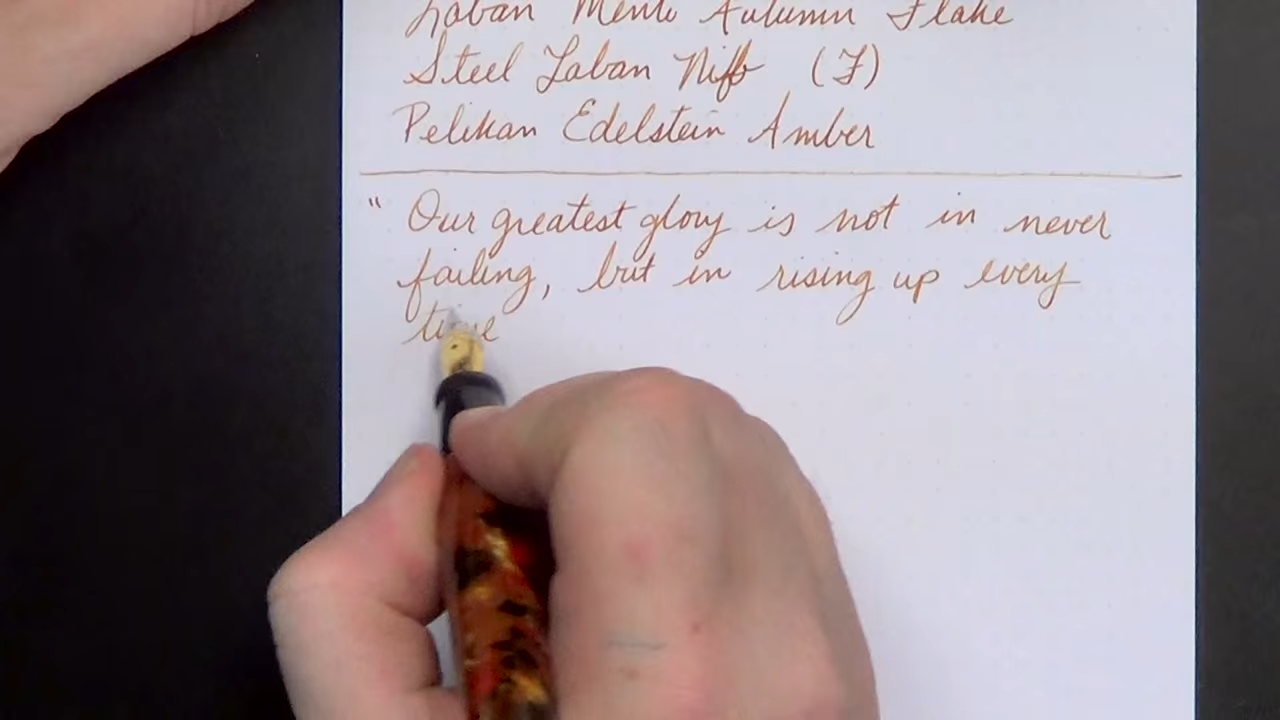 Laban Mento Autumn Flake
Steel Laban Nib (F)
Pelikan Edelstein Amber
" Our greatest glory is not in never
failing, but in rising up every
time